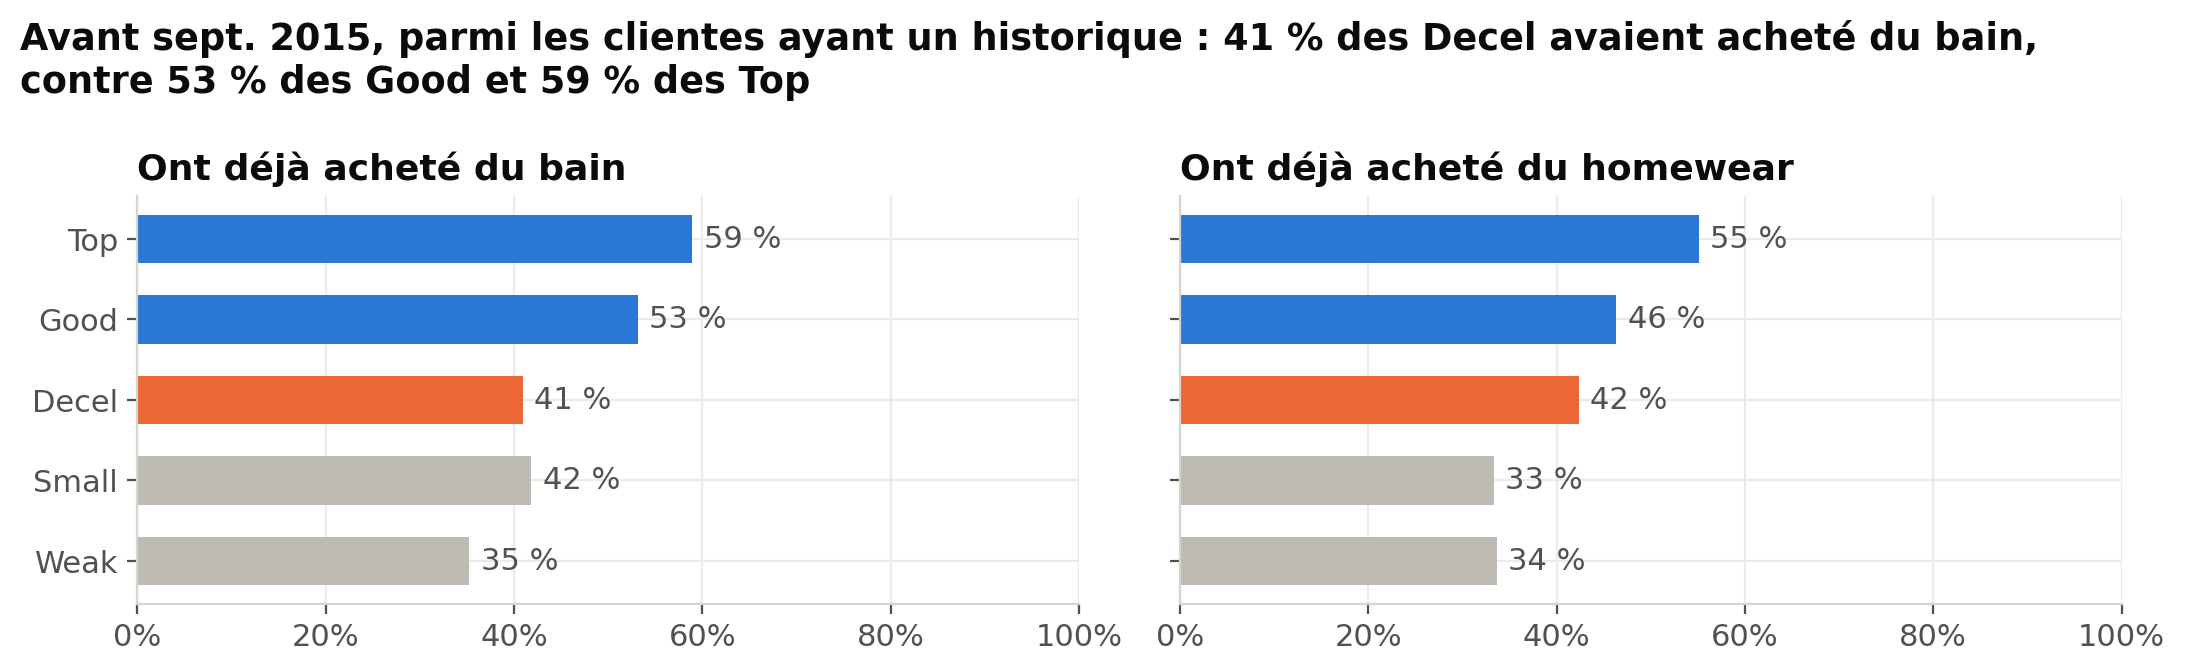 Avant sept. 2015, parmi les clientes ayant un historique : 41 % des Decel avaient acheté du bain,
contre 53 % des Good et 59 % des Top
Ont déjà acheté du bain
Top
59 %
Good
53 %
Decel
41 %
Small
42 %
Weak
35 %
0%
20%
40%
60%
80%
100%
Ont déjà acheté du homewear
55 %
46 %
42 %
33 %
34 %
0%
20%
40%
60%
80%
100%